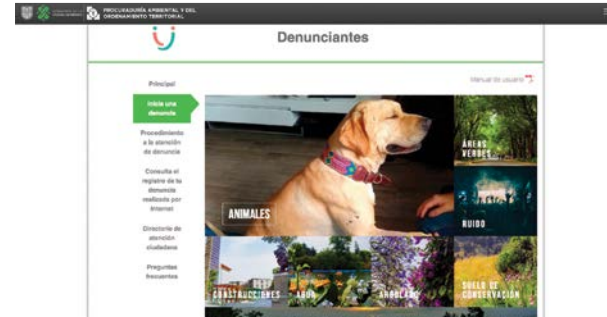 PROCURADURÍA AMBIENTAL Y DEL
ORDENAMIENTO TERRITORIAL
Denunciantes
Manual de usuario
Principal
Inicia una
denuncia
Procedimiento
a la atención
de denuncia
Consulta el
registro de tu
denuncia
realizada por
Internet
Directorio de
atención
ciudadana
Preguntas
frecuentes
ANIMALES
ÁREAS
VERDES
RUIDO
CONSTRUCCIONES
AGUA
ARBOLADO
SUELO DE
CONSERVACIÓN